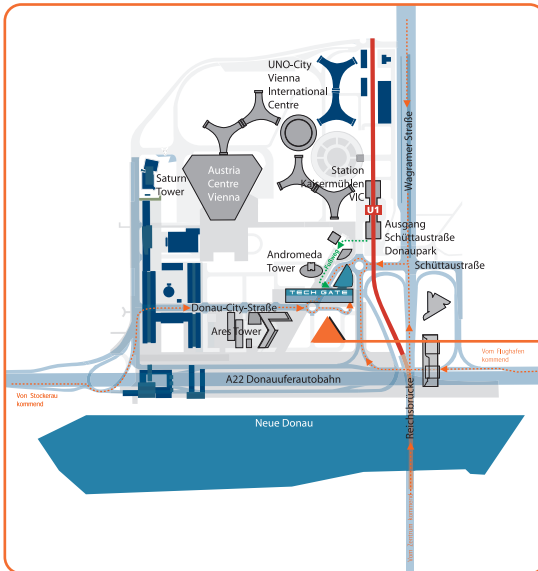 UNO-City
Vienna
International
Centre
Wagramer Straße
Saturn
Tower
Austria
Centre
Vienna
Station
Kaisermühlen
VIC
U1
Ausgang
Schüttaustraße
Donaupark
Fußweg
Andromeda
Tower
Schüttaustraße
TECH GATE
Donau-City-Straße
Ares Tower
Vom Flughafen
kommend
A22 Donauuferautobahn
Von Stockerau
kommend
Reichsbrücke
Neue Donau